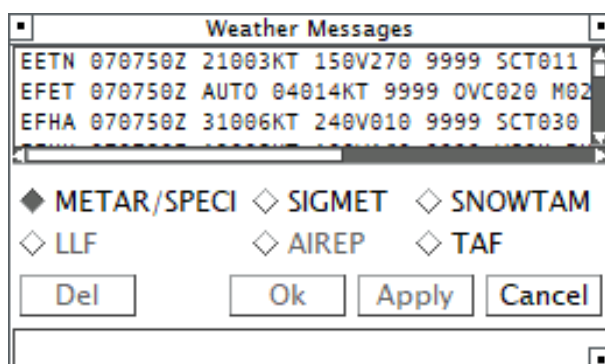 Weather Messages
EETN 070750Z 21003KT 150V270 9999 SCT011
EFET 070750Z AUTO 04014KT 9999 OVC020 M02
EFHA 070750Z 31006KT 240V010 9999 SCT030
METAR/SPECI SIGMET SNOWTAM
LLF AIREP TAF
Del Ok Apply Cancel